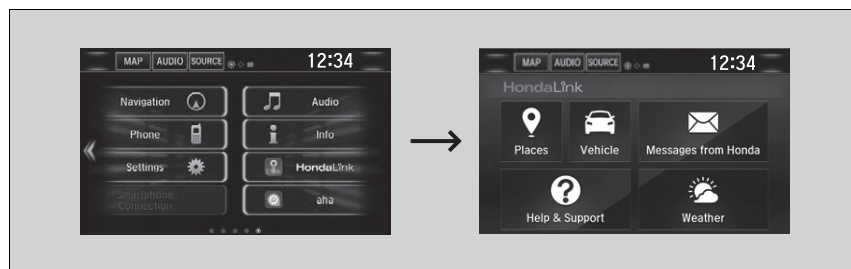 MAP AUDIO SOURCE 12:34
Navigation Audio
Phone Info
Settings HondaLink
Smartphone Connection aha
MAP AUDIO SOURCE 12:34
HondaLink
Places Vehicle Messages from Honda
Help & Support Weather